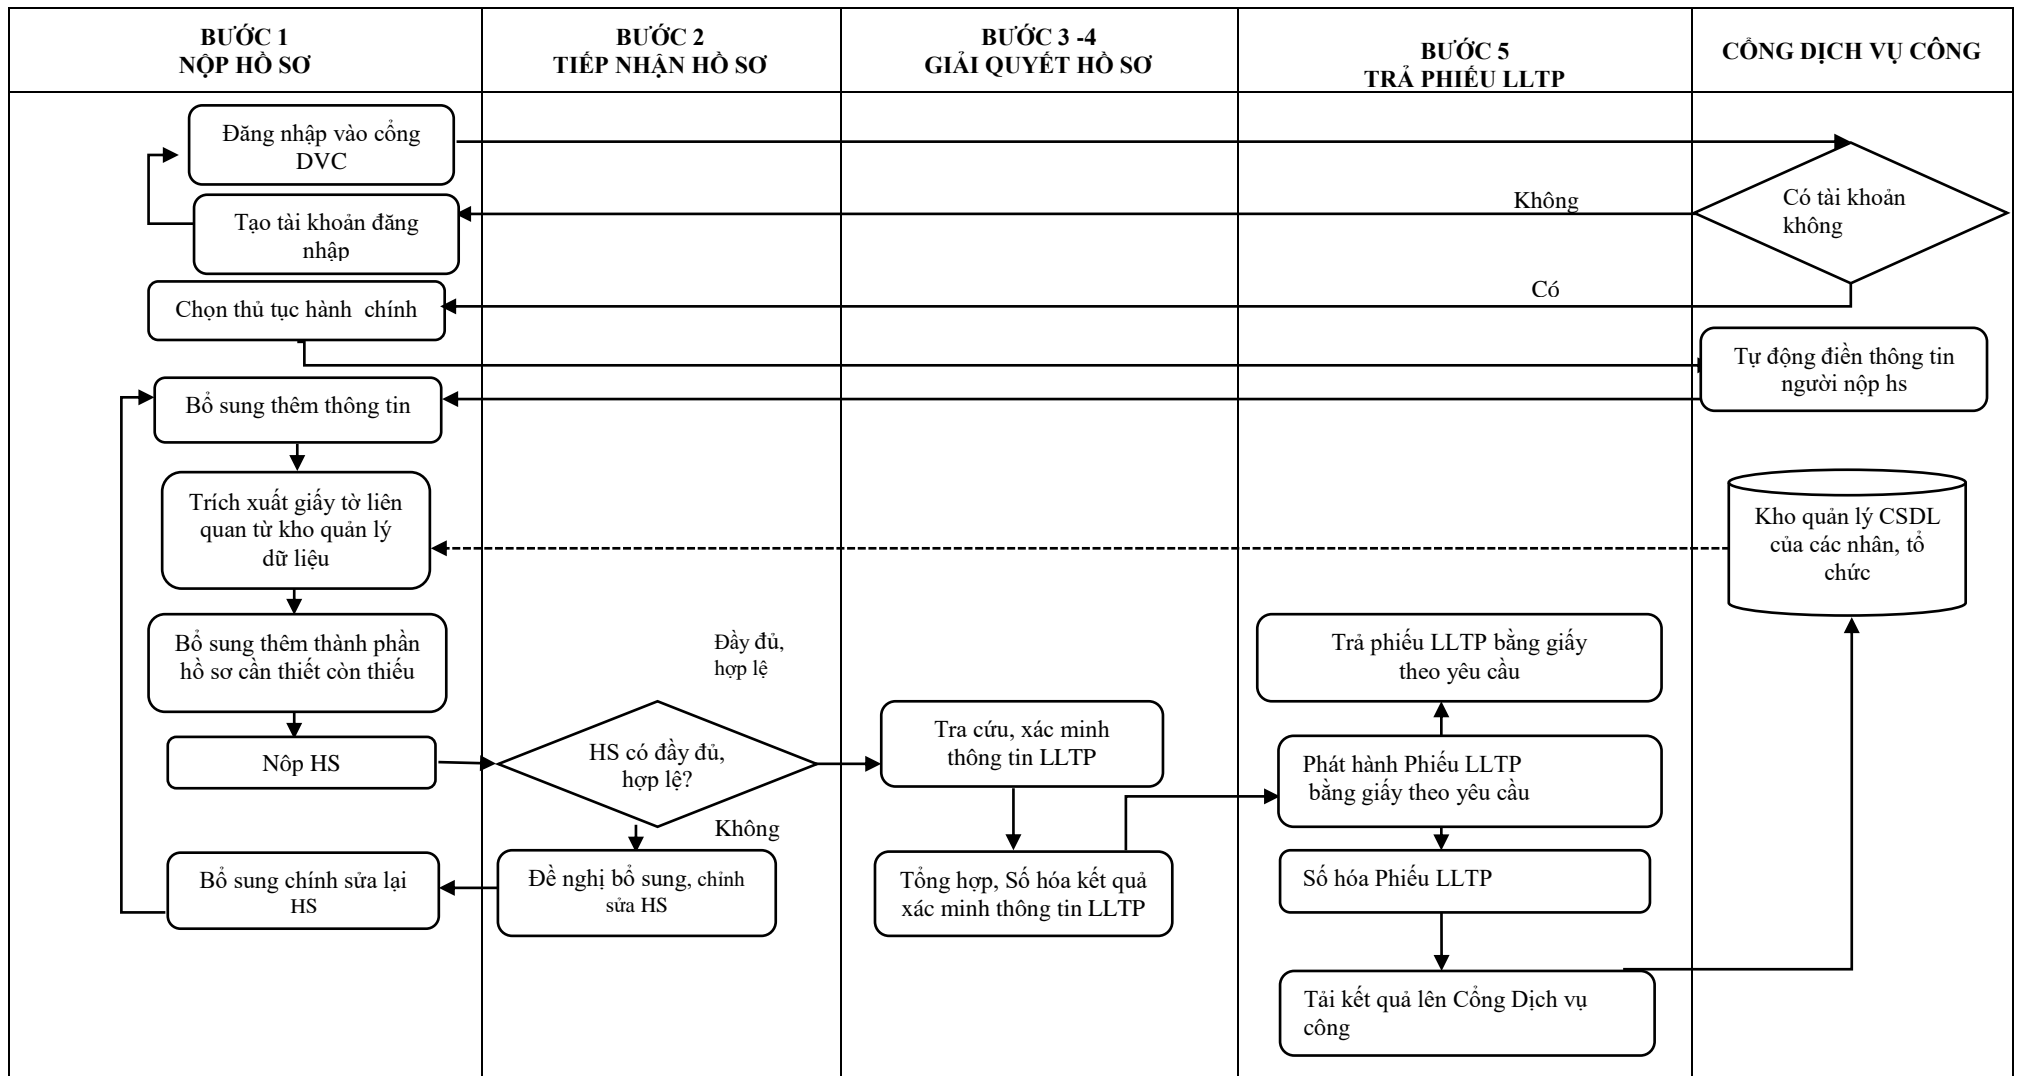 BƯỚC 1
NỘP HỒ SƠ
BƯỚC 2
TIẾP NHẬN HỒ SƠ
BƯỚC 3 -4
GIẢI QUYẾT HỒ SƠ
BƯỚC 5
TRẢ PHIẾU LLTP
CỔNG DỊCH VỤ CÔNG
Đăng nhập vào cổng
DVC
Có tài khoản
không
Không
Tạo tài khoản đăng
nhập
Có
Chọn thủ tục hành chính
Tự động điền thông tin
người nộp hs
Bổ sung thêm thông tin
Trích xuất giấy tờ liên
quan từ kho quản lý
dữ liệu
Kho quản lý CSDL
của các nhân, tổ
chức
Bổ sung thêm thành phần
hồ sơ cần thiết còn thiếu
Đầy đủ,
hợp lệ
Trả phiếu LLTP bằng giấy
theo yêu cầu
Nôp HS
HS có đầy đủ,
hợp lệ?
Tra cứu, xác minh
thông tin LLTP
Phát hành Phiếu LLTP
bằng giấy theo yêu cầu
Không
Bổ sung chính sửa lại
HS
Đề nghị bổ sung, chỉnh
sửa HS
Tổng hợp, Số hóa kết quả
xác minh thông tin LLTP
Số hóa Phiếu LLTP
Tải kết quả lên Cổng Dịch vụ
công